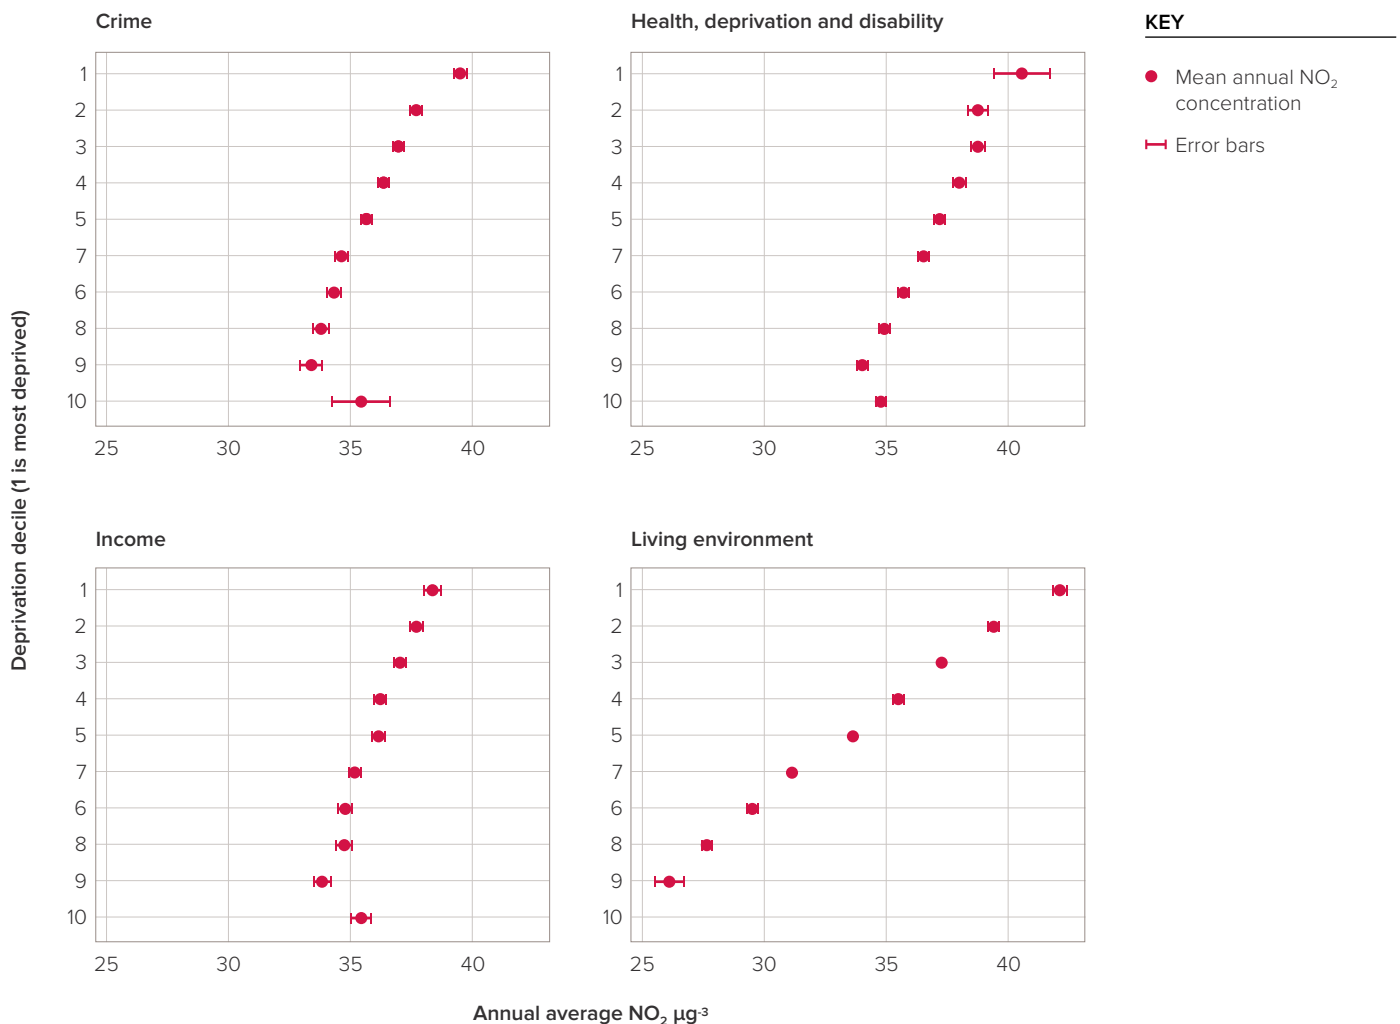 Crime
Health, deprivation and disability
KEY
Mean annual NO₂
concentration
Error bars
Deprivation decile (1 is most deprived)
1
2
3
4
5
7
6
8
9
10
25 30 35 40
1
2
3
4
5
7
6
8
9
10
25 30 35 40
Income
Living environment
1
2
3
4
5
7
6
8
9
10
25 30 35 40
1
2
3
4
5
7
6
8
9
10
25 30 35 40
Annual average NO₂ μg⁻³